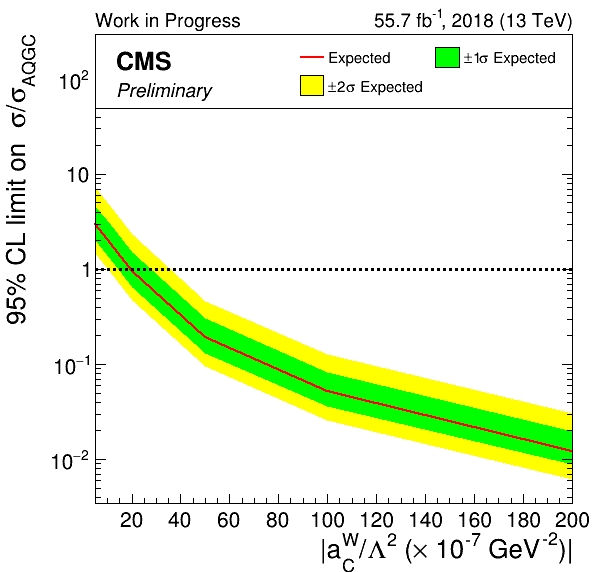 Work in Progress 55.7 fb⁻¹, 2018 (13 TeV)
CMS
Preliminary
Expected
±1σ Expected
±2σ Expected
95% CL limit on σ/σ_AQGC
10²
10
1
10⁻¹
10⁻²
20 40 60 80 100 120 140 160 180 200
|a_C^W/Λ² (× 10⁻⁷ GeV⁻²)|